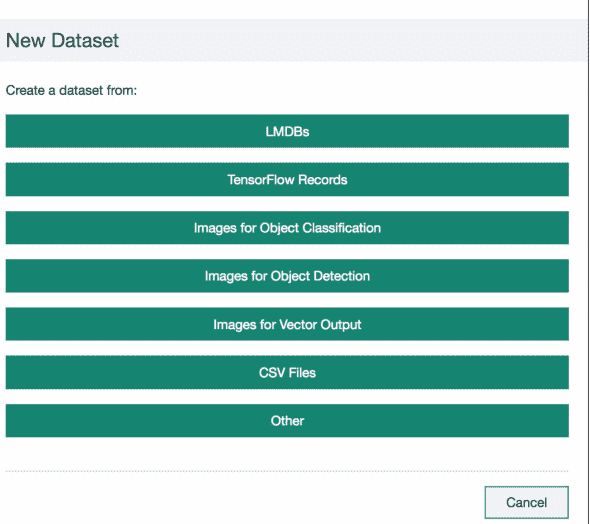 New Dataset
Create a dataset from:
LMDBs
TensorFlow Records
Images for Object Classification
Images for Object Detection
Images for Vector Output
CSV Files
Other
Cancel